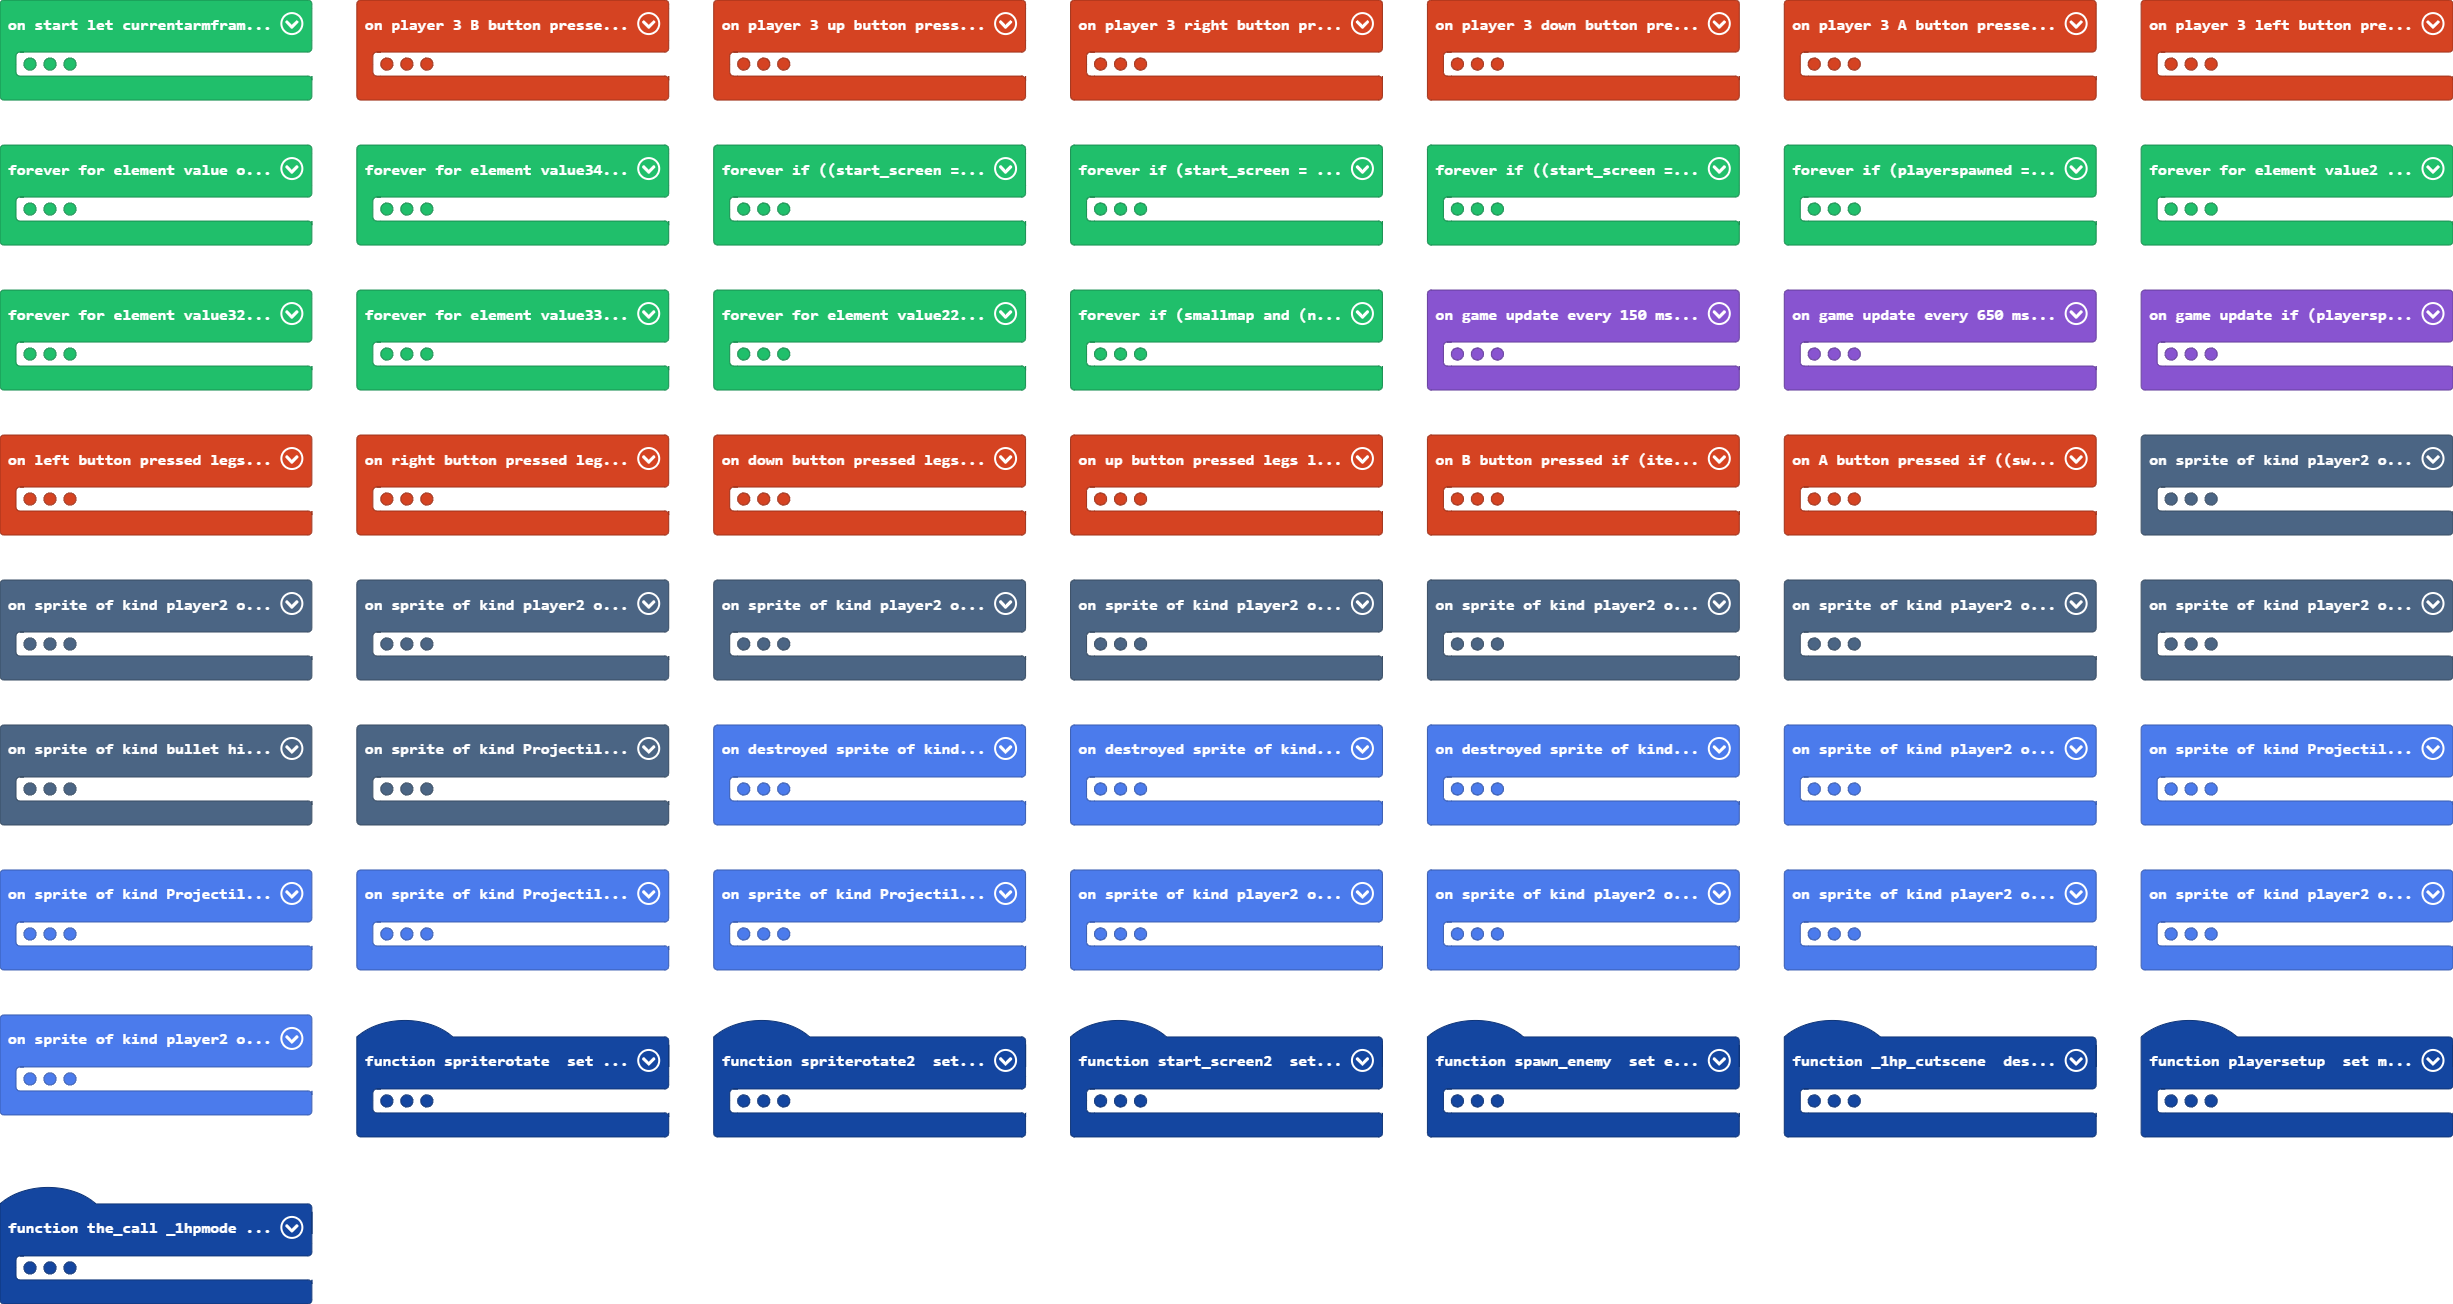 on start let currentarmfram...
on player 3 B button presse...
on player 3 up button press...
on player 3 right button pr...
on player 3 down button pre...
on player 3 A button presse...
on player 3 left button pre...
forever for element value o...
forever for element value34...
forever if ((start_screen =...
forever if (start_screen = ...
forever if ((start_screen =...
forever if (playerspawned =...
forever for element value2 ...
forever for element value32...
forever for element value33...
forever for element value22...
forever if (smallmap and (n...
on game update every 150 ms...
on game update every 650 ms...
on game update if (playersp...
on left button pressed legs...
on right button pressed leg...
on down button pressed legs...
on up button pressed legs l...
on B button pressed if (ite...
on A button pressed if ((sw...
on sprite of kind player2 o...
on sprite of kind player2 o...
on sprite of kind player2 o...
on sprite of kind player2 o...
on sprite of kind player2 o...
on sprite of kind player2 o...
on sprite of kind player2 o...
on sprite of kind player2 o...
on sprite of kind bullet hi...
on sprite of kind Projectil...
on destroyed sprite of kind...
on destroyed sprite of kind...
on destroyed sprite of kind...
on sprite of kind player2 o...
on sprite of kind Projectil...
on sprite of kind Projectil...
on sprite of kind Projectil...
on sprite of kind Projectil...
on sprite of kind player2 o...
on sprite of kind player2 o...
on sprite of kind player2 o...
on sprite of kind player2 o...
on sprite of kind player2 o...
function spriterotate  set ...
function spriterotate2  set...
function start_screen2  set...
function spawn_enemy  set e...
function _1hp_cutscene  des...
function playersetup  set m...
function the_call _1hpmode ...